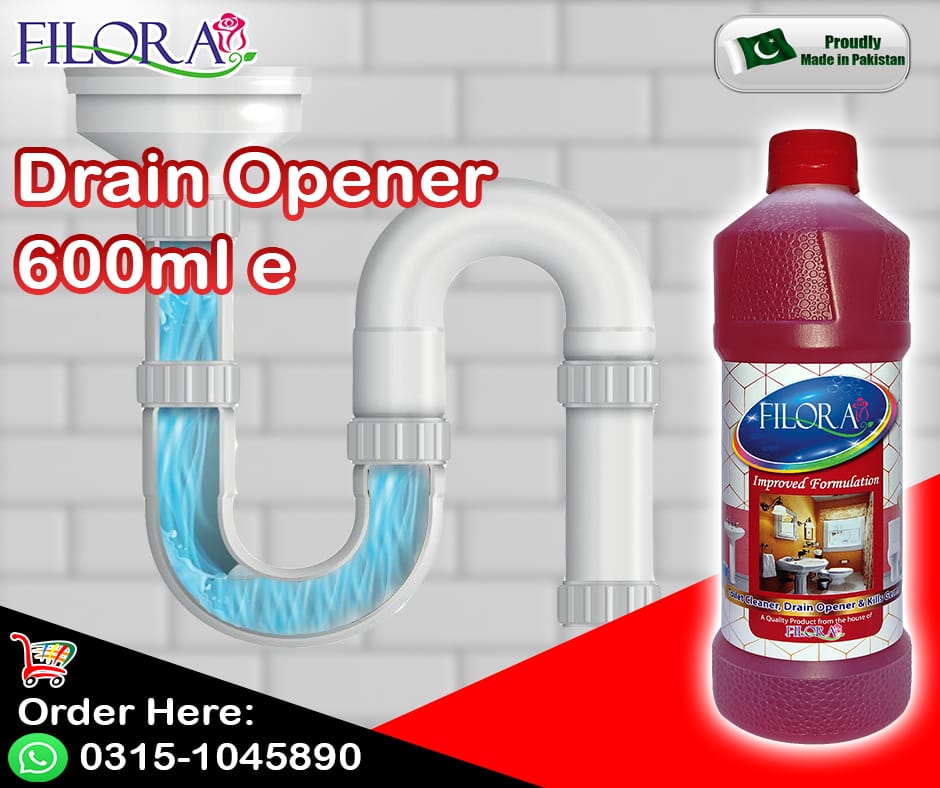 FILORA
Proudly
Made in Pakistan
Drain Opener
600ml e
FILORA
Improved Formulation
Toilet Cleaner, Drain Opener & Kills
A Quality Product from the house of
FILORA
Order Here:
0315-1045890